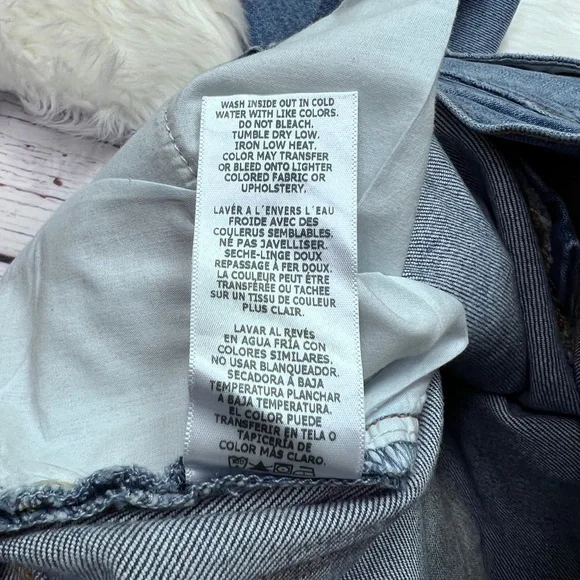 WASH INSIDE OUT IN COLD
WATER WITH LIKE COLORS.
DO NOT BLEACH.
TUMBLE DRY LOW.
IRON LOW HEAT.
COLOR MAY TRANSFER
OR BLEED ONTO LIGHTER
COLORED FABRIC OR
UPHOLSTERY.
LAVÉR A L´ENVERS L´EAU
FROIDE AVEC DES
COULERUS SEMBLABLES.
NÉ PAS JAVELLISER.
SECHE-LINGE DOUX
REPASSAGE À FER DOUX.
LA COULEUR PEUT ÊTRE
TRANSFÉRÉE OU TACHEE
SUR UN TISSU DE COULEUR
PLUS CLAIR.
LAVAR AL REVÉS
EN AGUA FRÍA CON
COLORES SIMILARES.
NO USAR BLANQUEADOR.
SECADORA Á BAJA
TEMPERATURA PLANCHAR
A BAJA TEMPERATURA.
EL COLOR PUEDE
TRANSFERIR EN TELA O
TAPICERÍA DE
COLOR MÁS CLARO.